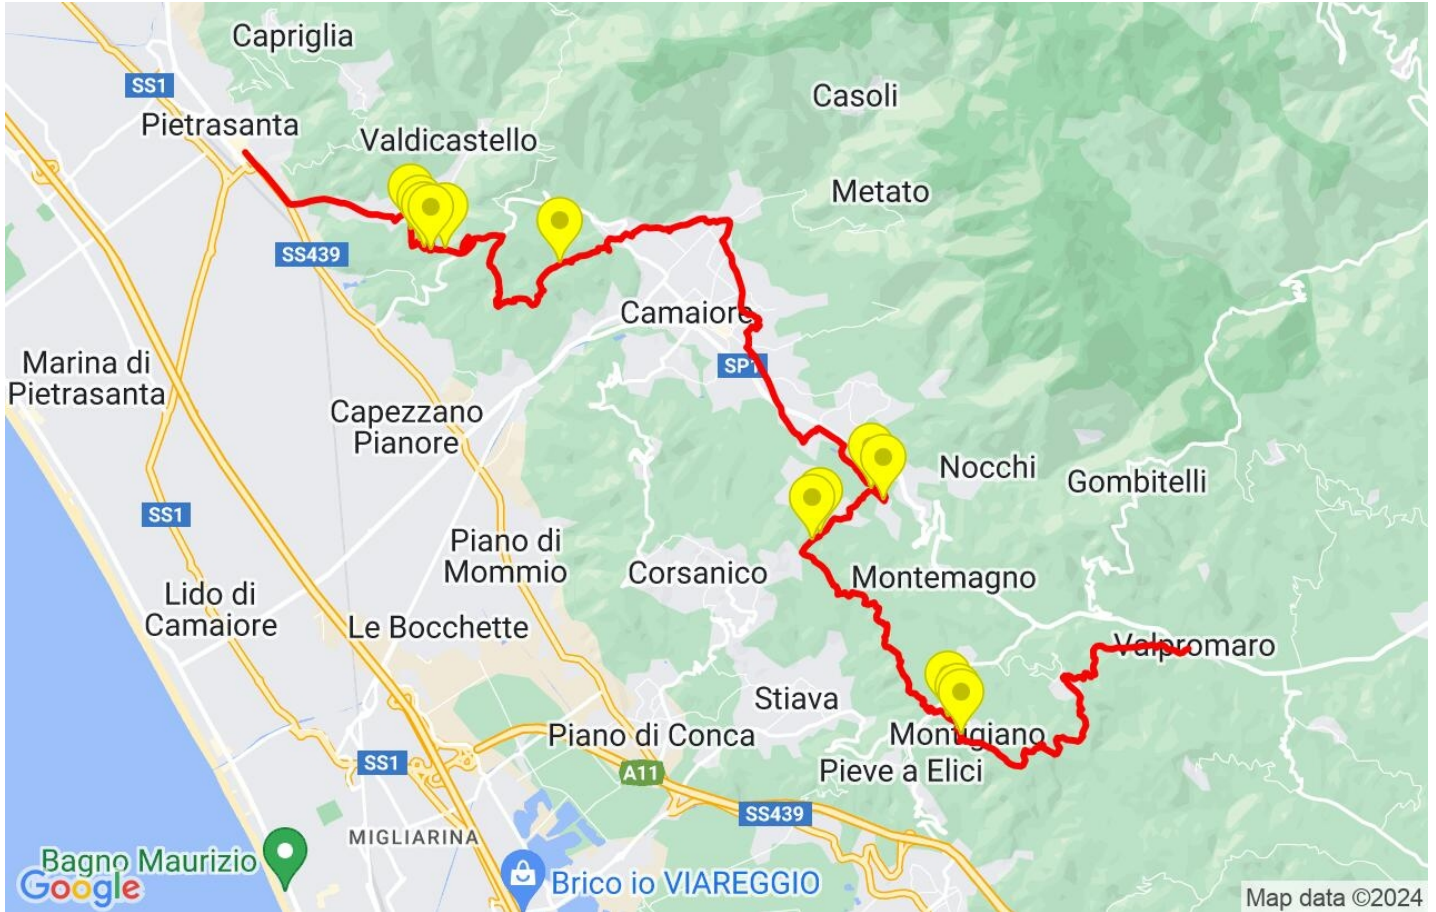 Capriglia
SS1
Casoli
Pietrasanta
Valdicastello
Metato
SS439
Camaiore
Marina di
Pietrasanta
SP1
Capezzano
Pianore
Nocchi
Gombitelli
SS1
Piano di
Mommio
Corsanico
Montemagno
Lido di
Camaiore
Le Bocchette
Valpromaro
Stiava
Piano di Conca
Montigiano
SS1
A11
Pieve a Elici
SS439
MIGLIARINA
Bagno Maurizio
Brico io VIAREGGIO
Google
Map data ©2024